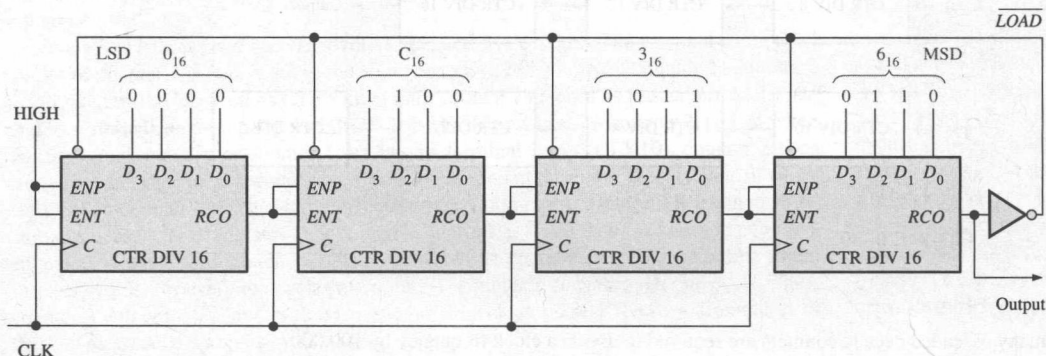 LOAD
LSD 0₁₆ C₁₆ 3₁₆ 6₁₆ MSD
0 0 0 0 1 1 0 0 0 0 1 1 0 1 1 0
HIGH
D₃ D₂ D₁ D₀ D₃ D₂ D₁ D₀ D₃ D₂ D₁ D₀ D₃ D₂ D₁ D₀
ENP ENP ENP ENP
ENT RCO ENT RCO ENT RCO ENT RCO
C C C C
CTR DIV 16 CTR DIV 16 CTR DIV 16 CTR DIV 16
Output
CLK